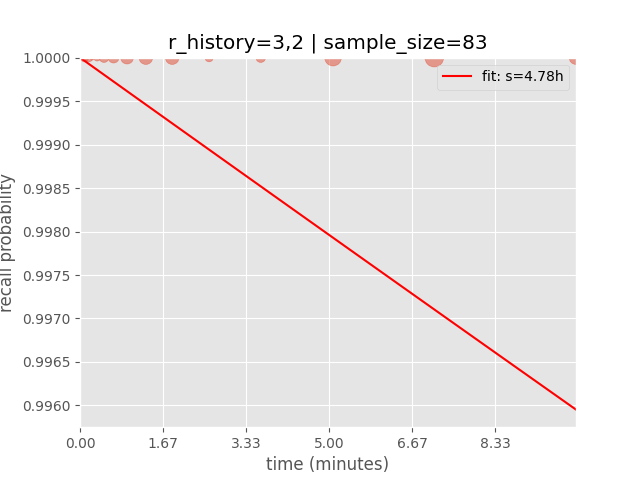 r_history=3,2 | sample_size=83
fit: s=4.78h
recall probability
1.0000
0.9995
0.9990
0.9985
0.9980
0.9975
0.9970
0.9965
0.9960
0.00 1.67 3.33 5.00 6.67 8.33
time (minutes)